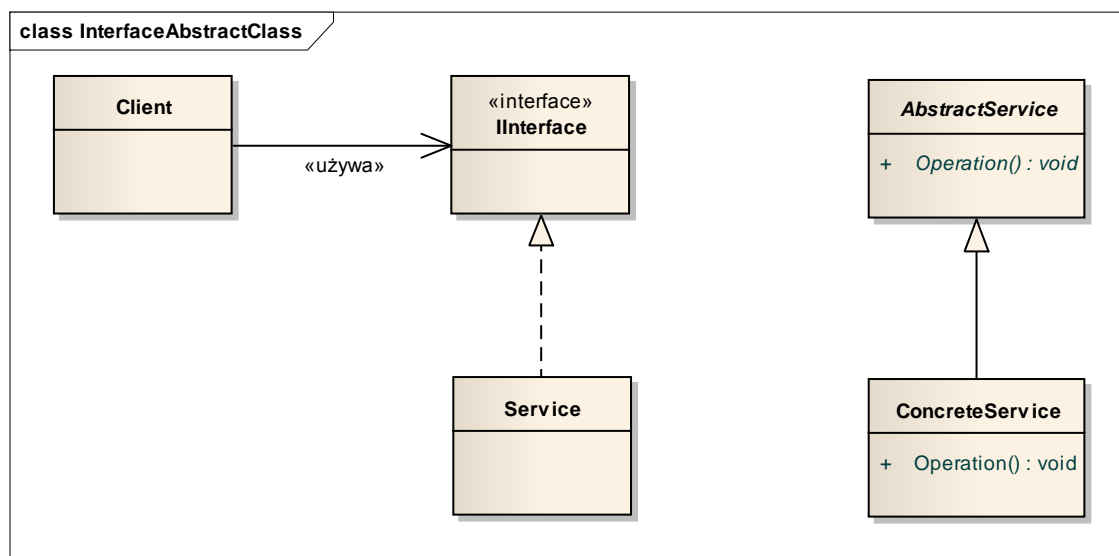 class InterfaceAbstractClass
Client
«używa»
«interface»
IInterface
Service
AbstractService
+ Operation() : void
ConcreteService
+ Operation() : void